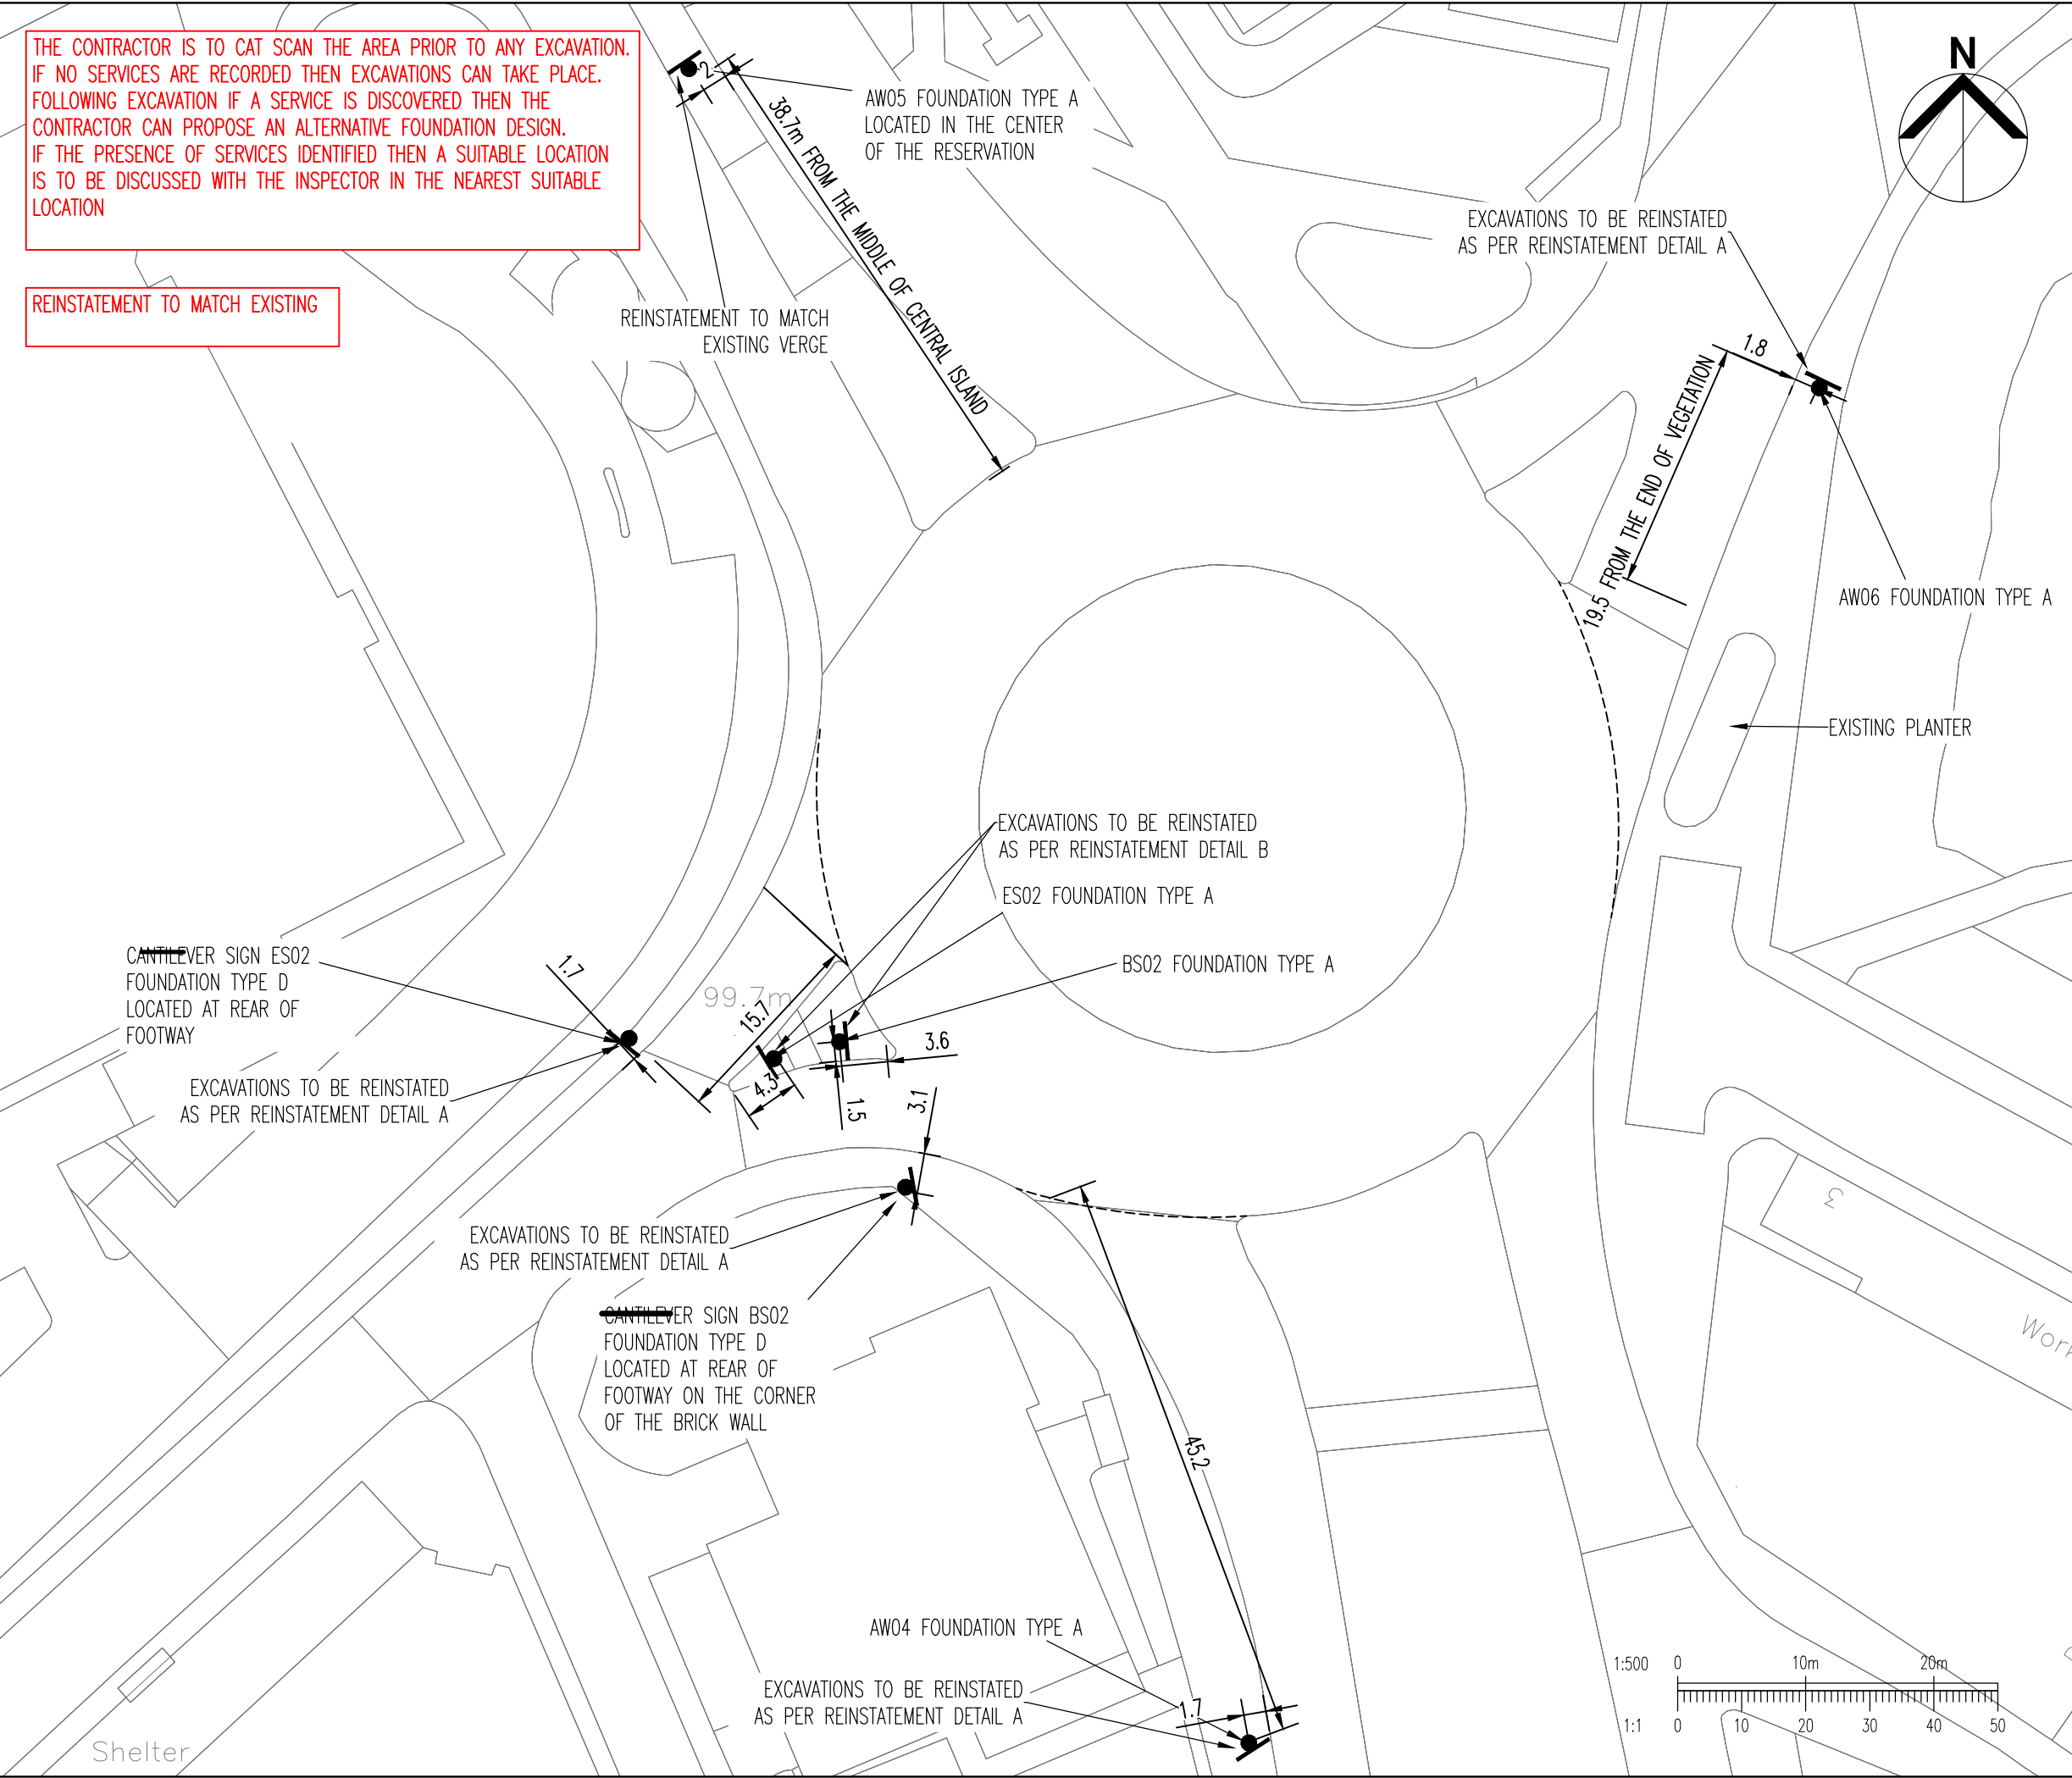 THE CONTRACTOR IS TO CAT SCAN THE AREA PRIOR TO ANY EXCAVATION.
IF NO SERVICES ARE RECORDED THEN EXCAVATIONS CAN TAKE PLACE.
FOLLOWING EXCAVATION IF A SERVICE IS DISCOVERED THEN THE
CONTRACTOR CAN PROPOSE AN ALTERNATIVE FOUNDATION DESIGN.
IF THE PRESENCE OF SERVICES IDENTIFIED THEN A SUITABLE LOCATION
IS TO BE DISCUSSED WITH THE INSPECTOR IN THE NEAREST SUITABLE
LOCATION
REINSTATEMENT TO MATCH EXISTING
N
2
AW05 FOUNDATION TYPE A
LOCATED IN THE CENTER
OF THE RESERVATION
38.7m FROM THE MIDDLE OF CENTRAL ISLAND
REINSTATEMENT TO MATCH
EXISTING VERGE
EXCAVATIONS TO BE REINSTATED
AS PER REINSTATEMENT DETAIL A
1.8
19.5 FROM THE END OF VEGETATION
AW06 FOUNDATION TYPE A
EXISTING PLANTER
EXCAVATIONS TO BE REINSTATED
AS PER REINSTATEMENT DETAIL B
ES02 FOUNDATION TYPE A
BS02 FOUNDATION TYPE A
CANTILEVER SIGN ES02
FOUNDATION TYPE D
LOCATED AT REAR OF
FOOTWAY
1.7
99.7m
15.7
3.6
4.3
1.5
3.1
EXCAVATIONS TO BE REINSTATED
AS PER REINSTATEMENT DETAIL A
EXCAVATIONS TO BE REINSTATED
AS PER REINSTATEMENT DETAIL A
CANTILEVER SIGN BS02
FOUNDATION TYPE D
LOCATED AT REAR OF
FOOTWAY ON THE CORNER
OF THE BRICK WALL
3
45.2
AW04 FOUNDATION TYPE A
EXCAVATIONS TO BE REINSTATED
AS PER REINSTATEMENT DETAIL A
1.7
Shelter
1:500 0 10m 20m
1:1 0 10 20 30 40 50